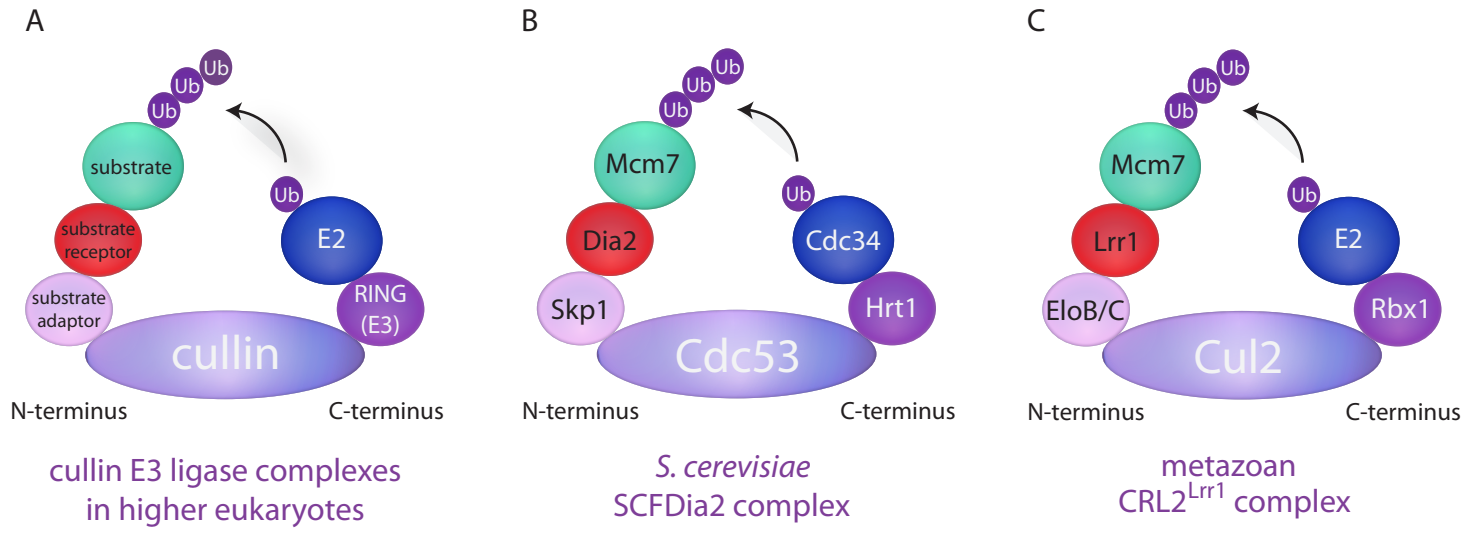 A
Ub
Ub
Ub
substrate
Ub
substrate
receptor
E2
substrate
adaptor
RING
(E3)
cullin
N-terminus
C-terminus
cullin E3 ligase complexes
in higher eukaryotes
B
Ub
Ub
Ub
Mcm7
Ub
Dia2
Cdc34
Skp1
Hrt1
Cdc53
N-terminus
C-terminus
S. cerevisiae
SCFDia2 complex
C
Ub
Ub
Ub
Mcm7
Ub
Lrr1
E2
EloB/C
Rbx1
Cul2
N-terminus
C-terminus
metazoan
CRL2Lrr1 complex